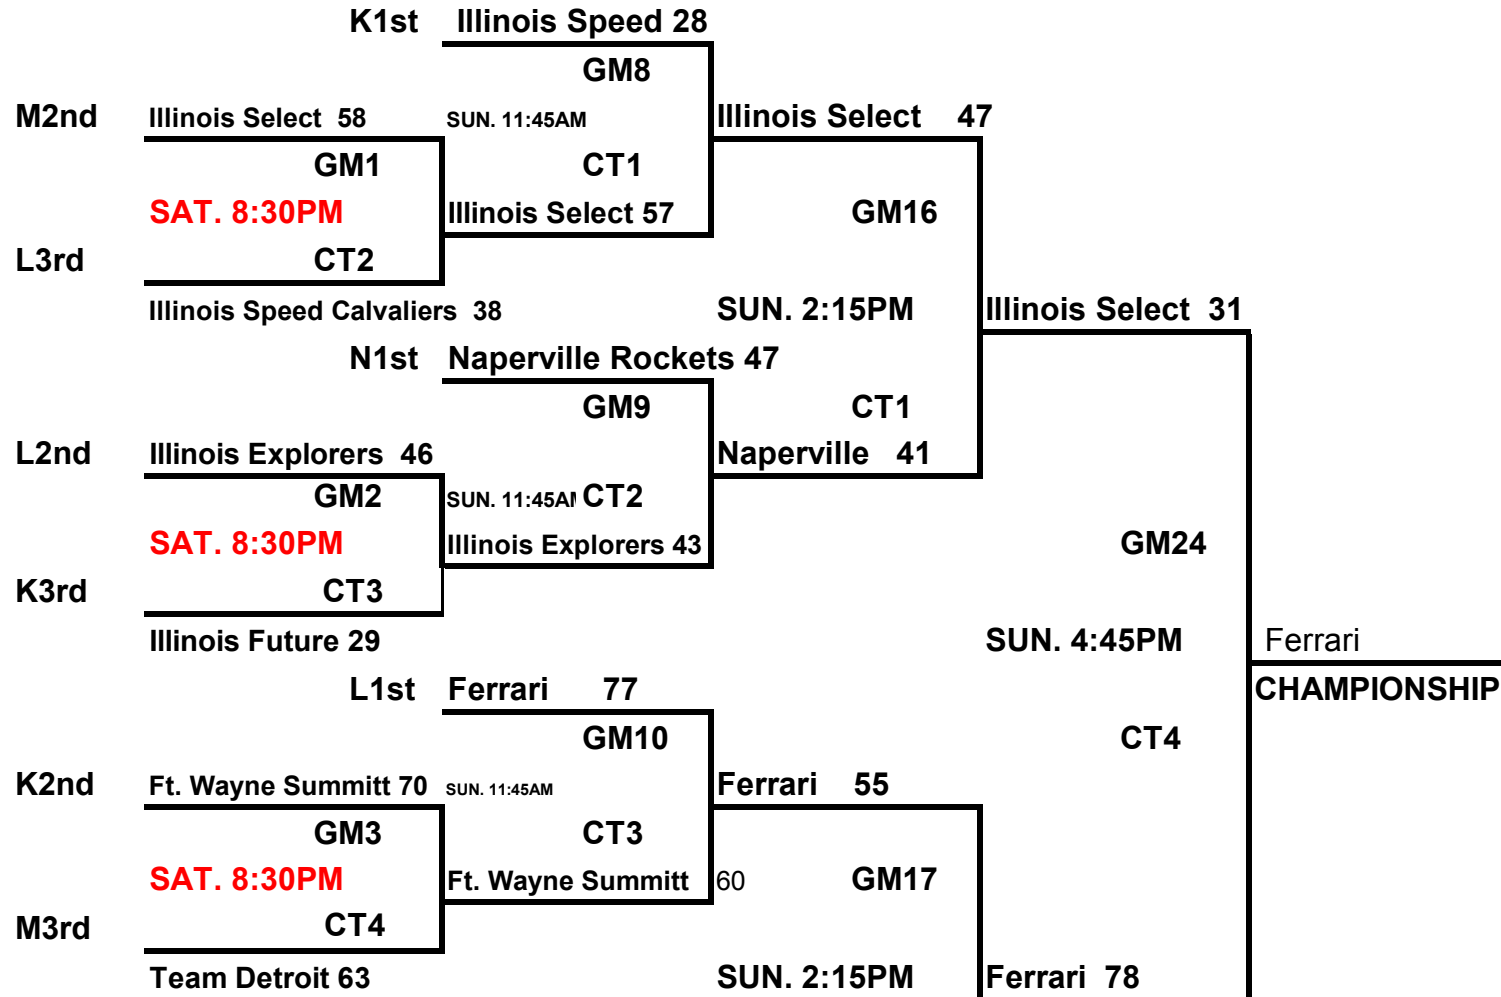 K1st Illinois Speed 28
GM8
M2nd Illinois Select 58 SUN. 11:45AM Illinois Select 47
GM1 CT1
SAT. 8:30PM Illinois Select 57 GM16
L3rd CT2
Illinois Speed Calvaliers 38 SUN. 2:15PM Illinois Select 31
N1st Naperville Rockets 47
GM9 CT1
L2nd Illinois Explorers 46 Naperville 41
GM2 SUN. 11:45AM CT2
SAT. 8:30PM Illinois Explorers 43 GM24
K3rd CT3
Illinois Future 29 SUN. 4:45PM Ferrari
L1st Ferrari 77 CHAMPIONSHIP
GM10 CT4
K2nd Ft. Wayne Summitt 70 SUN. 11:45AM Ferrari 55
GM3 CT3
SAT. 8:30PM Ft. Wayne Summitt 60 GM17
M3rd CT4
Team Detroit 63 SUN. 2:15PM Ferrari 78